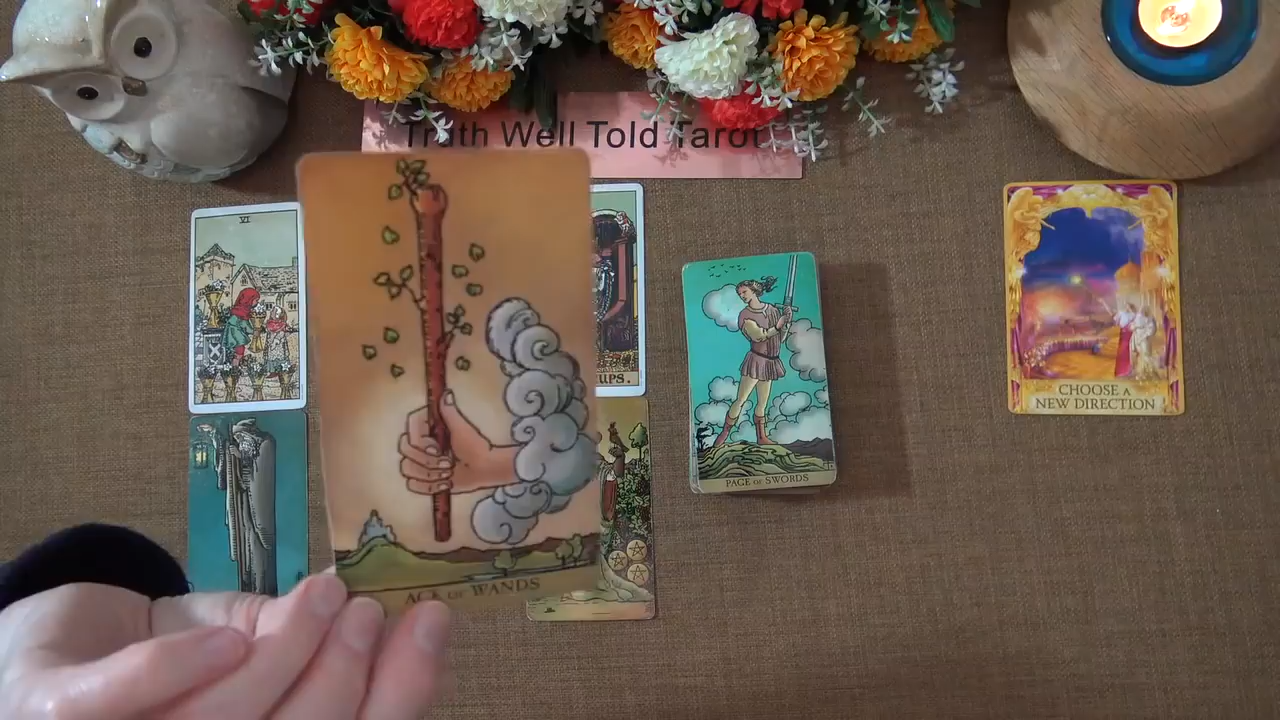 Truth Well Told Tarot
VI
UPS.
ACE OF WANDS
PAGE OF SWORDS
CHOOSE A
NEW DIRECTION